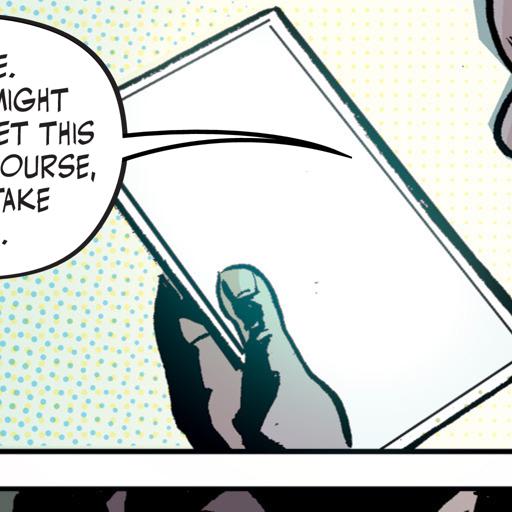 E.
MIGHT
ET THIS
OURSE,
TAKE
.